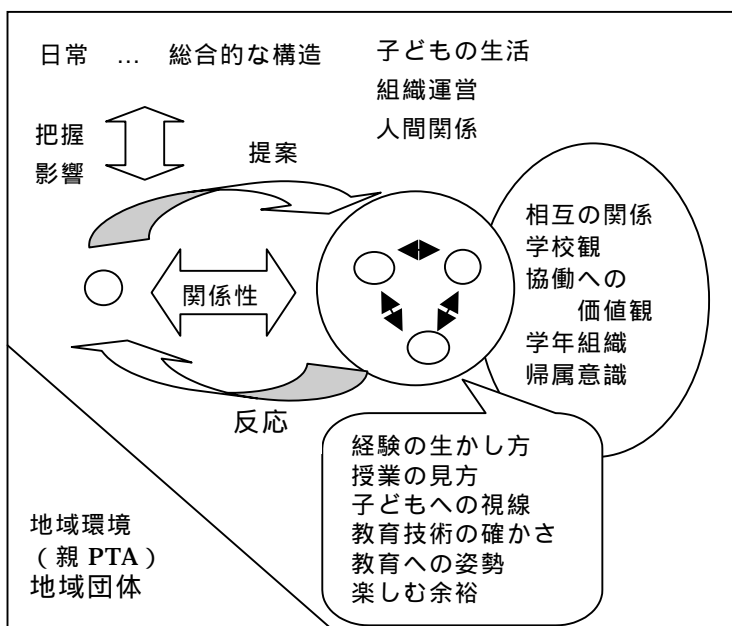 日常 … 総合的な構造
子どもの生活
組織運営
人間関係
把握
影響
提案
関係性
反応
相互の関係
学校観
協働への
価値観
学年組織
帰属意識
経験の生かし方
授業の見方
子どもへの視線
教育技術の確かさ
教育への姿勢
楽しむ余裕
地域環境
（親 PTA）
地域団体